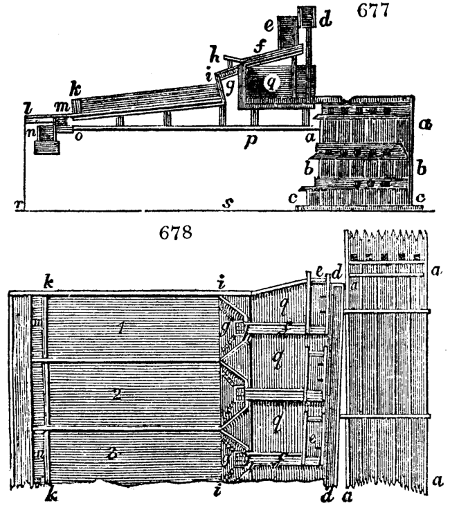 677
e d
h f
i g q
k
l m
n o p a a
b b
c c
r s
678
k i e d a
q a
m 1 g f
q
2
q
n 3 g f e
k i d a a